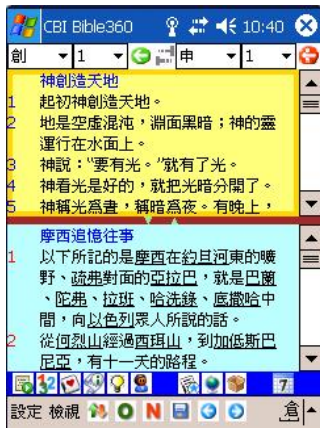 CBI Bible360 10:40
創 1 申 1
神創造天地
1 起初神創造天地。
2 地是空虛混沌，淵面黑暗；神的靈
運行在水面上。
3 神說：“要有光。”就有了光。
4 神看光是好的，就把光暗分開了。
5 神稱光爲晝，稱暗爲夜。有晚上，
摩西追憶往事
1 以下所記的是摩西在約旦河東的曠
野、疏弗對面的亞拉巴，就是巴蘭
、陀弗、拉班、哈洗錄、底撒哈中
間，向以色列眾人所說的話。
2 從何烈山經過西珥山，到加低斯巴
尼亞，有十一天的路程。
設定 檢視 O N 倉